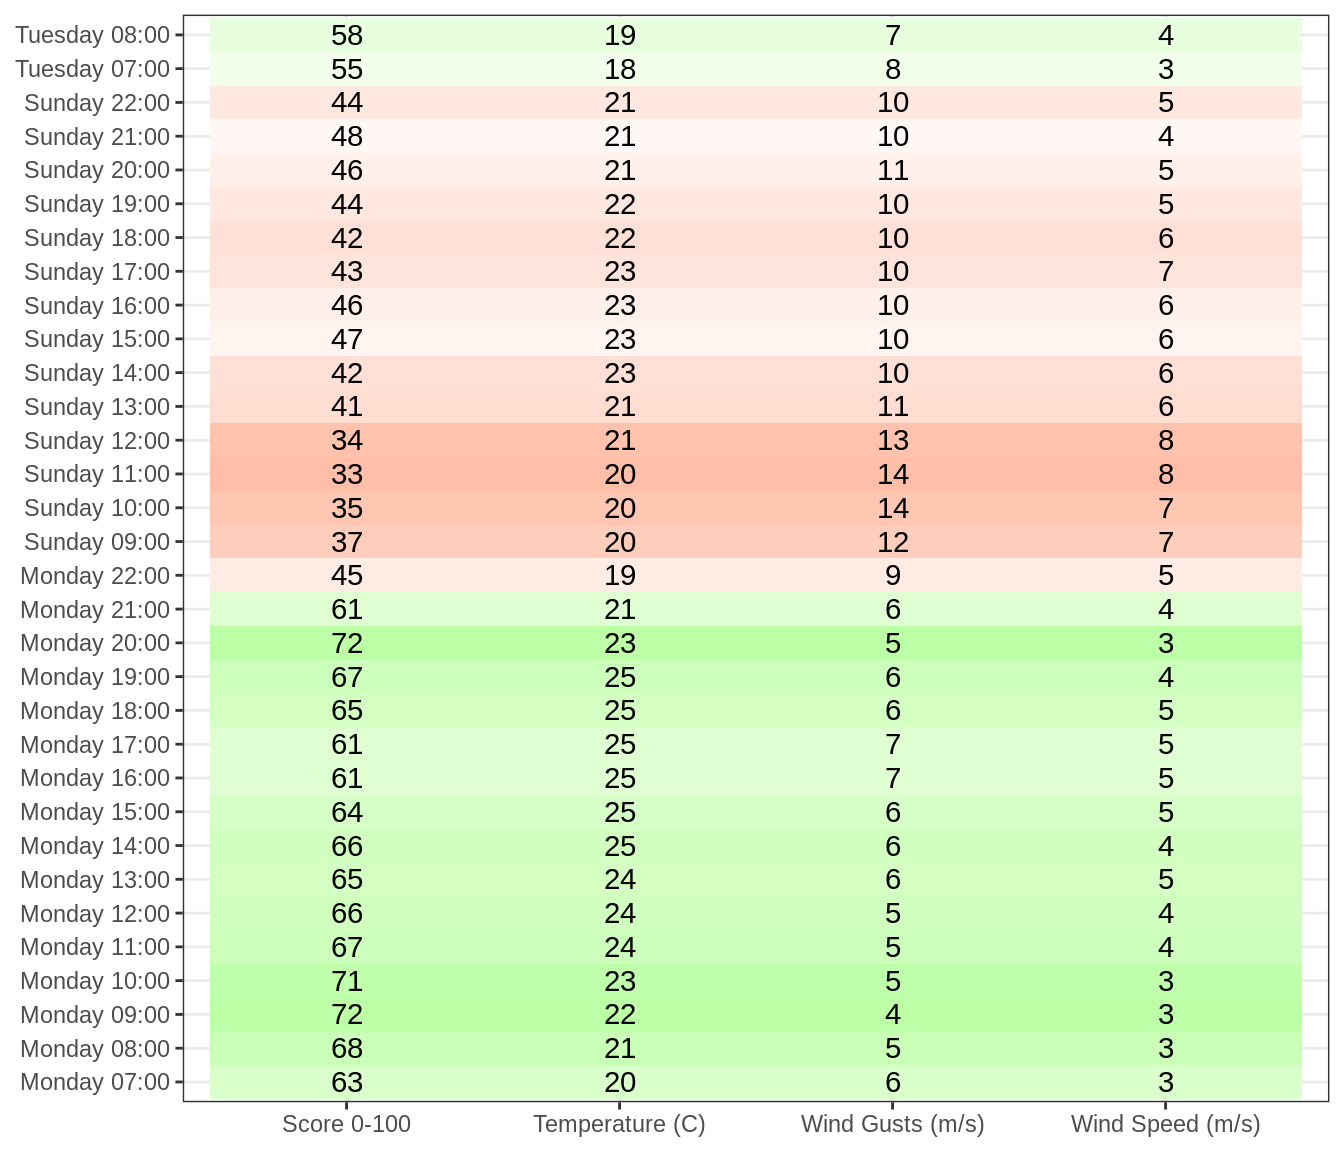 Tuesday 08:00 58 19 7 4
Tuesday 07:00 55 18 8 3
Sunday 22:00 44 21 10 5
Sunday 21:00 48 21 10 4
Sunday 20:00 46 21 11 5
Sunday 19:00 44 22 10 5
Sunday 18:00 42 22 10 6
Sunday 17:00 43 23 10 7
Sunday 16:00 46 23 10 6
Sunday 15:00 47 23 10 6
Sunday 14:00 42 23 10 6
Sunday 13:00 41 21 11 6
Sunday 12:00 34 21 13 8
Sunday 11:00 33 20 14 8
Sunday 10:00 35 20 14 7
Sunday 09:00 37 20 12 7
Monday 22:00 45 19 9 5
Monday 21:00 61 21 6 4
Monday 20:00 72 23 5 3
Monday 19:00 67 25 6 4
Monday 18:00 65 25 6 5
Monday 17:00 61 25 7 5
Monday 16:00 61 25 7 5
Monday 15:00 64 25 6 5
Monday 14:00 66 25 6 4
Monday 13:00 65 24 6 5
Monday 12:00 66 24 5 4
Monday 11:00 67 24 5 4
Monday 10:00 71 23 5 3
Monday 09:00 72 22 4 3
Monday 08:00 68 21 5 3
Monday 07:00 63 20 6 3
Score 0-100 Temperature (C) Wind Gusts (m/s) Wind Speed (m/s)